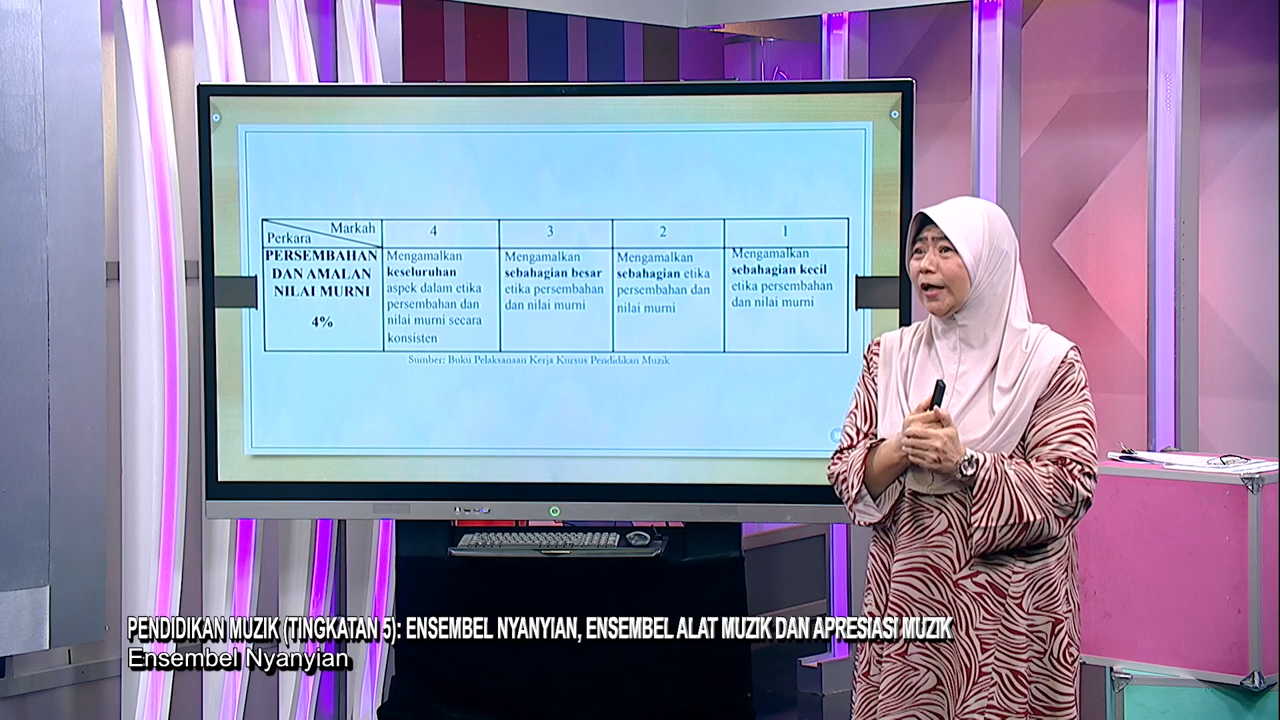 Markah
Perkara
4
3
2
1
PERSEMBAHAN
DAN AMALAN
NILAI MURNI
4%
Mengamalkan
keseluruhan
aspek dalam etika
persembahan dan
nilai murni secara
konsisten
Mengamalkan
sebahagian besar
etika persembahan
dan nilai murni
Mengamalkan
sebahagian etika
persembahan dan
nilai murni
Mengamalkan
sebahagian kecil
etika persembahan
dan nilai murni
Sumber: Buku Pelaksanaan Kerja Kursus Pendidikan Muzik
PENDIDIKAN MUZIK (TINGKATAN 5): ENSEMBEL NYANYIAN, ENSEMBEL ALAT MUZIK DAN APRESIASI MUZIK
Ensembel Nyanyian